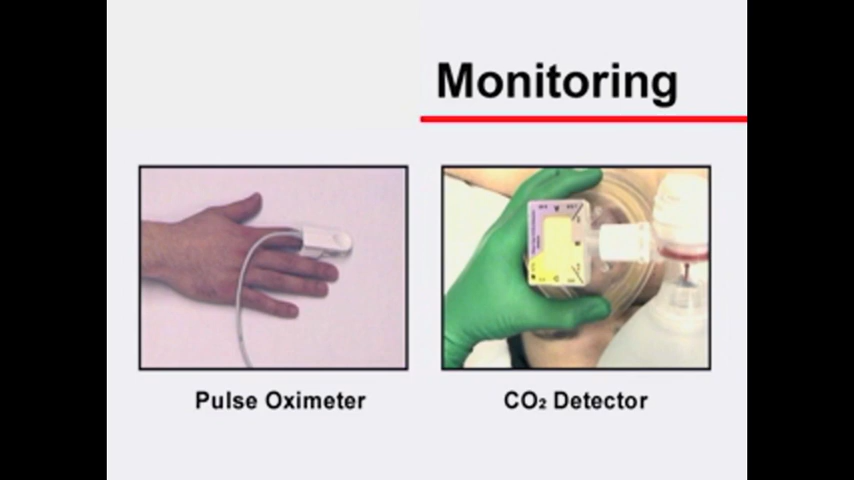 Monitoring
Pulse Oximeter
CO₂ Detector